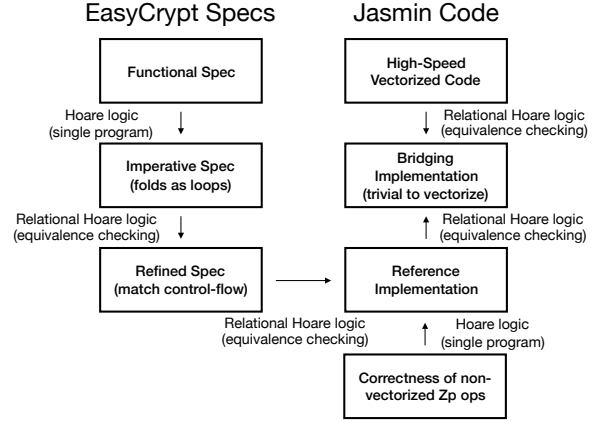 EasyCrypt Specs
Jasmin Code
Functional Spec
High-Speed
Vectorized Code
Hoare logic
(single program)
Relational Hoare logic
(equivalence checking)
Imperative Spec
(folds as loops)
Bridging
Implementation
(trivial to vectorize)
Relational Hoare logic
(equivalence checking)
Relational Hoare logic
(equivalence checking)
Refined Spec
(match control-flow)
Reference
Implementation
Relational Hoare logic
(equivalence checking)
Hoare logic
(single program)
Correctness of non-
vectorized Zp ops